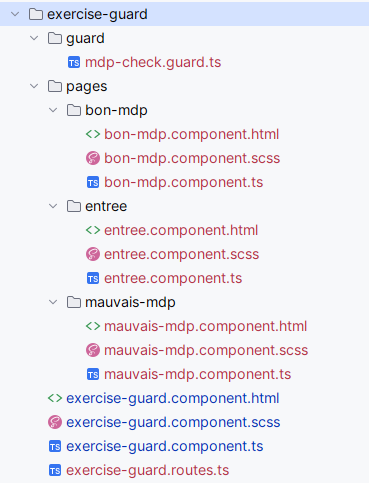 exercise-guard
guard
TS mdp-check.guard.ts
pages
bon-mdp
<> bon-mdp.component.html
bon-mdp.component.scss
TS bon-mdp.component.ts
entree
<> entree.component.html
entree.component.scss
TS entree.component.ts
mauvais-mdp
<> mauvais-mdp.component.html
mauvais-mdp.component.scss
TS mauvais-mdp.component.ts
<> exercise-guard.component.html
exercise-guard.component.scss
TS exercise-guard.component.ts
TS exercise-guard.routes.ts